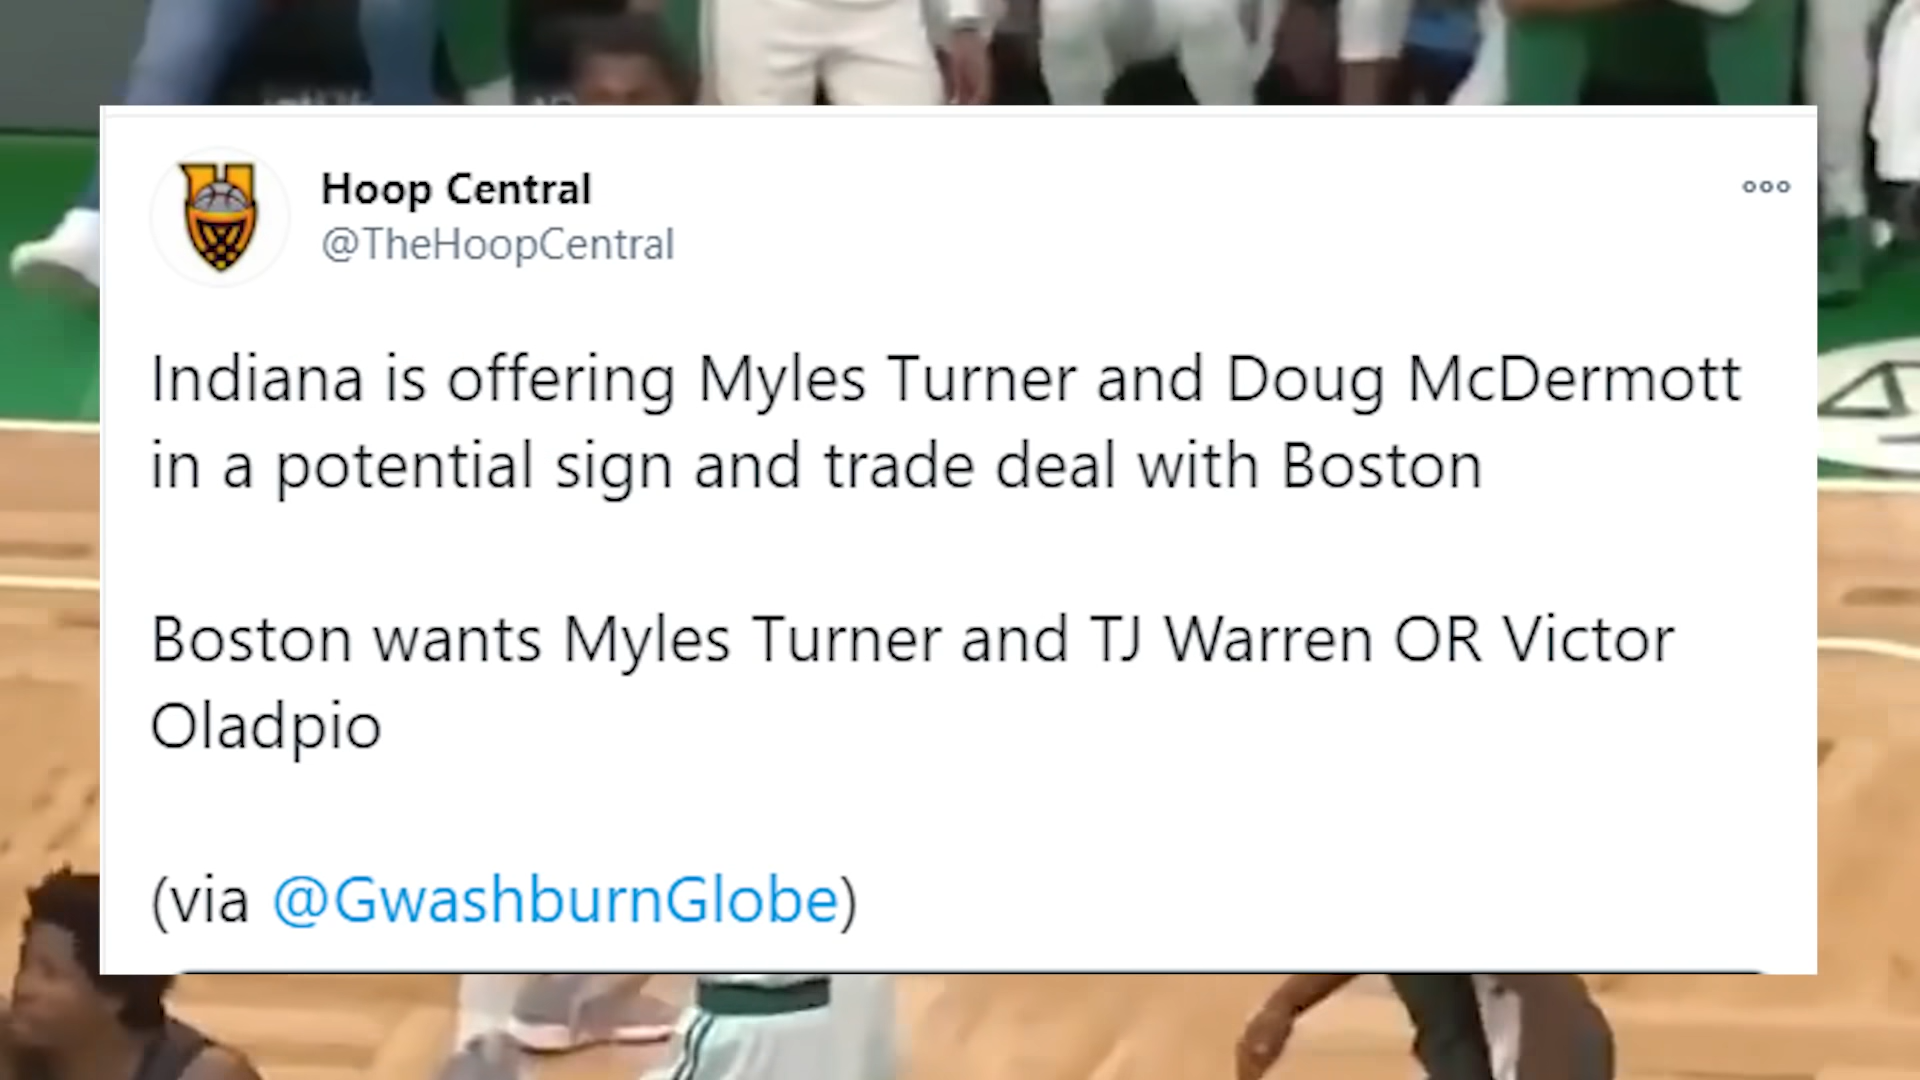 Hoop Central
@TheHoopCentral
Indiana is offering Myles Turner and Doug McDermott
in a potential sign and trade deal with Boston
Boston wants Myles Turner and TJ Warren OR Victor
Oladpio
(via @GwashburnGlobe)